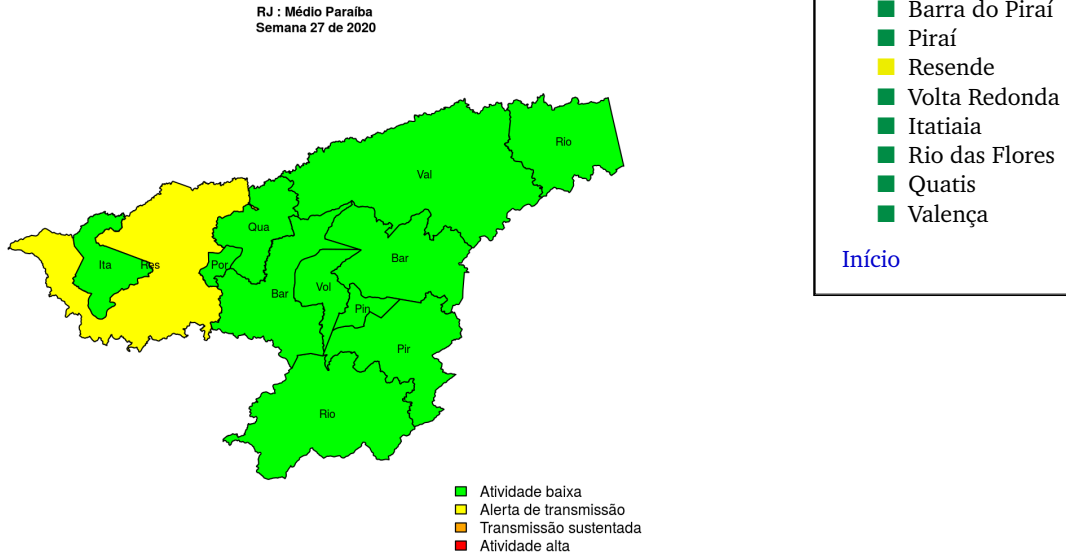 RJ : Médio Paraíba
Semana 27 de 2020
Rio
Val
Qua
Bar
Ita
Res
Por
Bar
Vol
Pin
Pir
Rio
Atividade baixa
Alerta de transmissão
Transmissão sustentada
Atividade alta
Barra do Piraí
Piraí
Resende
Volta Redonda
Itatiaia
Rio das Flores
Quatis
Valença
Início